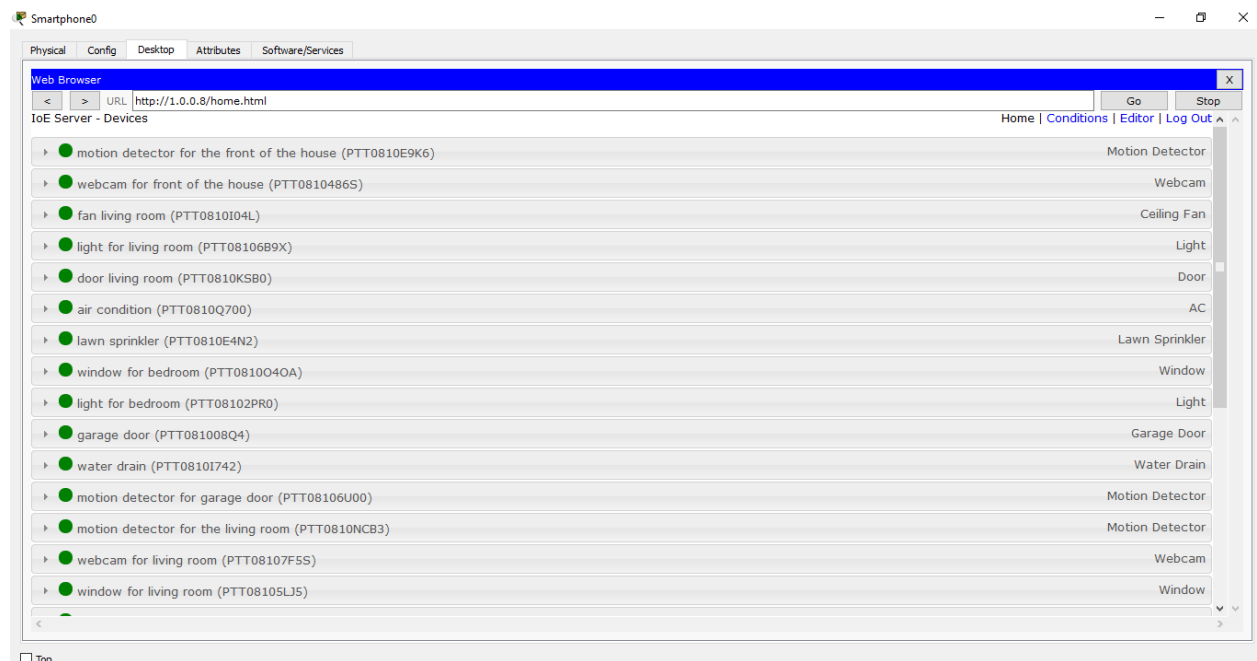 Smartphone0
Physical Config Desktop Attributes Software/Services
Web Browser X
< > URL http://1.0.0.8/home.html Go Stop
IoE Server - Devices Home | Conditions | Editor | Log Out
motion detector for the front of the house (PTT0810E9K6) Motion Detector
webcam for front of the house (PTT0810486S) Webcam
fan living room (PTT0810I04L) Ceiling Fan
light for living room (PTT08106B9X) Light
door living room (PTT0810KSB0) Door
air condition (PTT0810Q700) AC
lawn sprinkler (PTT0810E4N2) Lawn Sprinkler
window for bedroom (PTT0810O4OA) Window
light for bedroom (PTT08102PR0) Light
garage door (PTT081008Q4) Garage Door
water drain (PTT0810I742) Water Drain
motion detector for garage door (PTT08106U00) Motion Detector
motion detector for the living room (PTT0810NCB3) Motion Detector
webcam for living room (PTT08107F5S) Webcam
window for living room (PTT08105LJ5) Window
Top